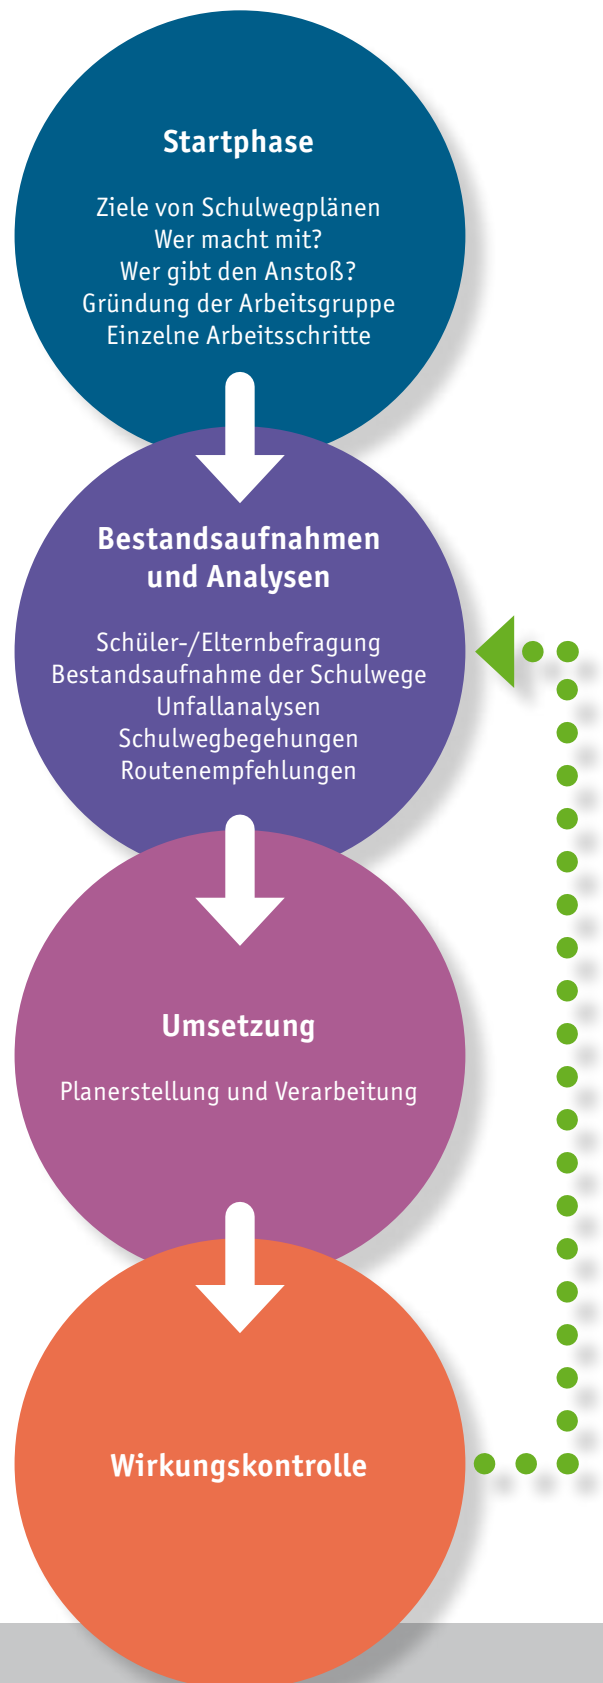 Startphase
Ziele von Schulwegplänen
Wer macht mit?
Wer gibt den Anstoß?
Gründung der Arbeitsgruppe
Einzelne Arbeitsschritte
Bestandsaufnahmen
und Analysen
Schüler-/Elternbefragung
Bestandsaufnahme der Schulwege
Unfallanalysen
Schulwegbegehungen
Routenempfehlungen
Umsetzung
Planerstellung und Verarbeitung
Wirkungskontrolle